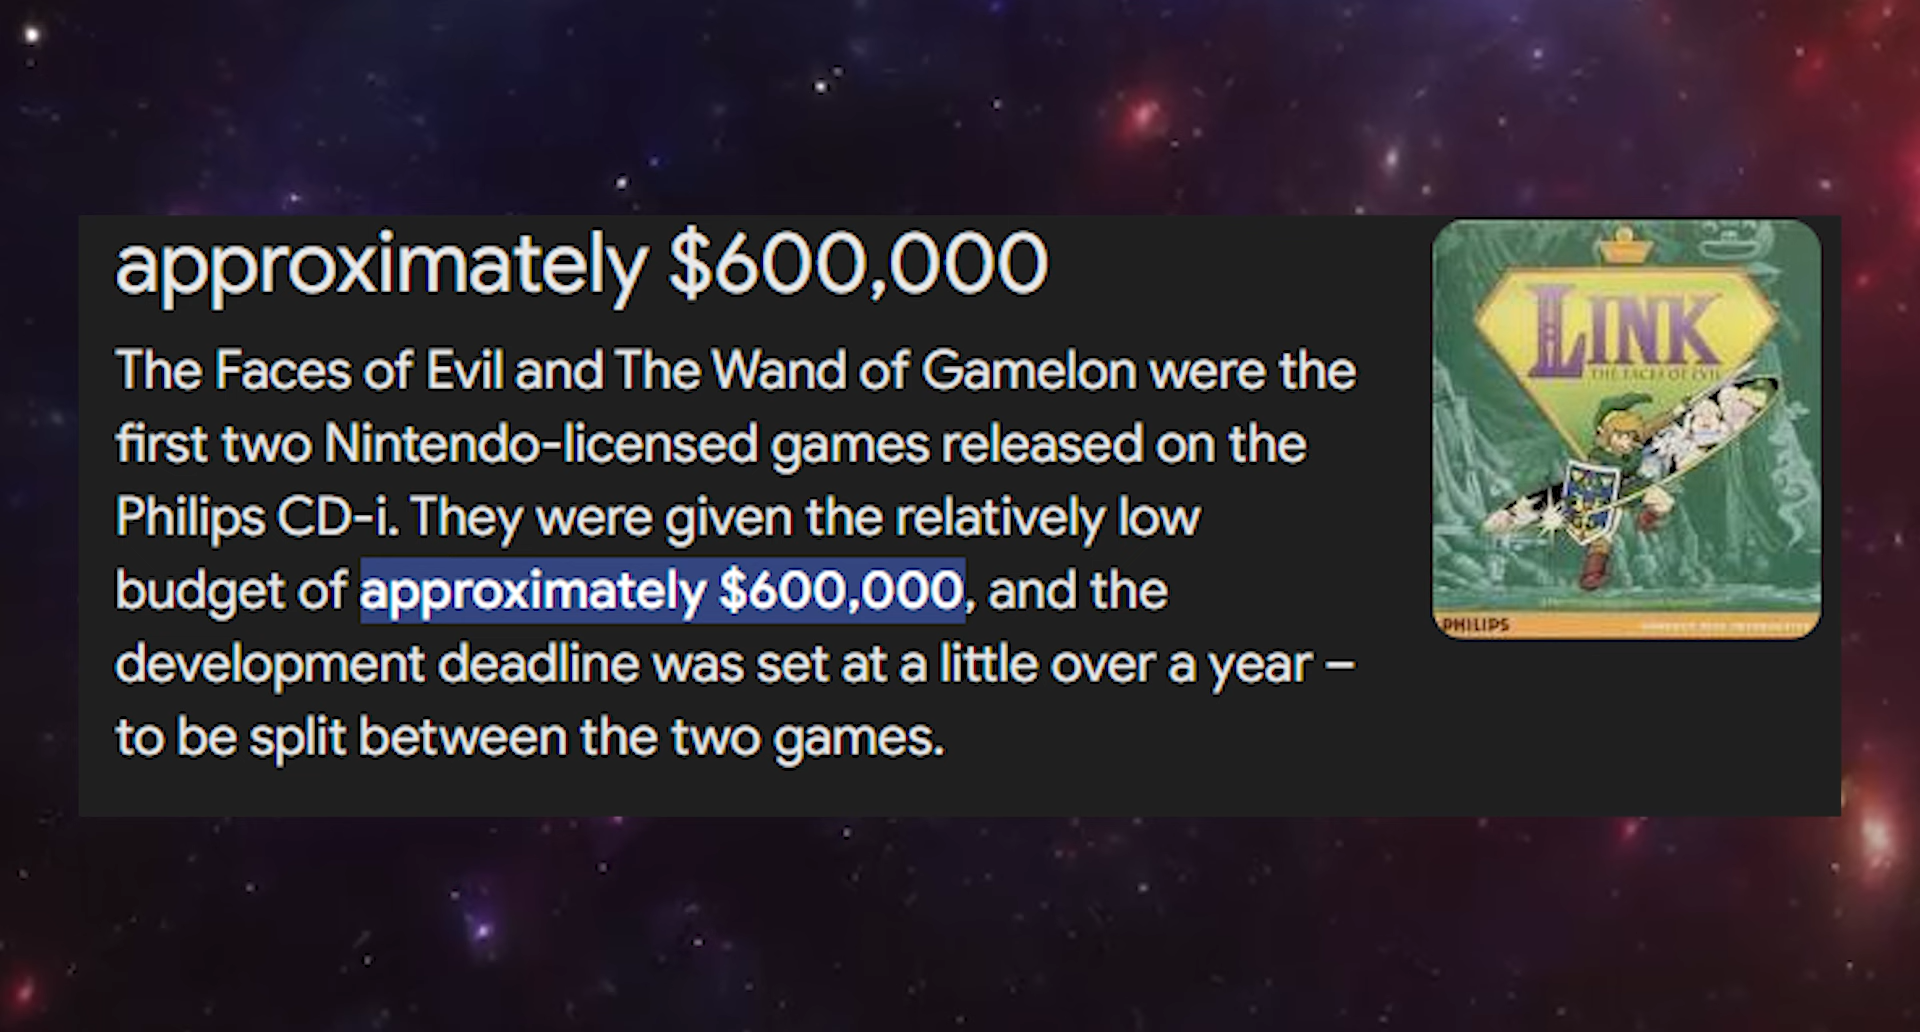 approximately $600,000
The Faces of Evil and The Wand of Gamelon were the
first two Nintendo-licensed games released on the
Philips CD-i. They were given the relatively low
budget of approximately $600,000, and the
development deadline was set at a little over a year –
to be split between the two games.
LINK
THE FACES OF EVIL
PHILIPS